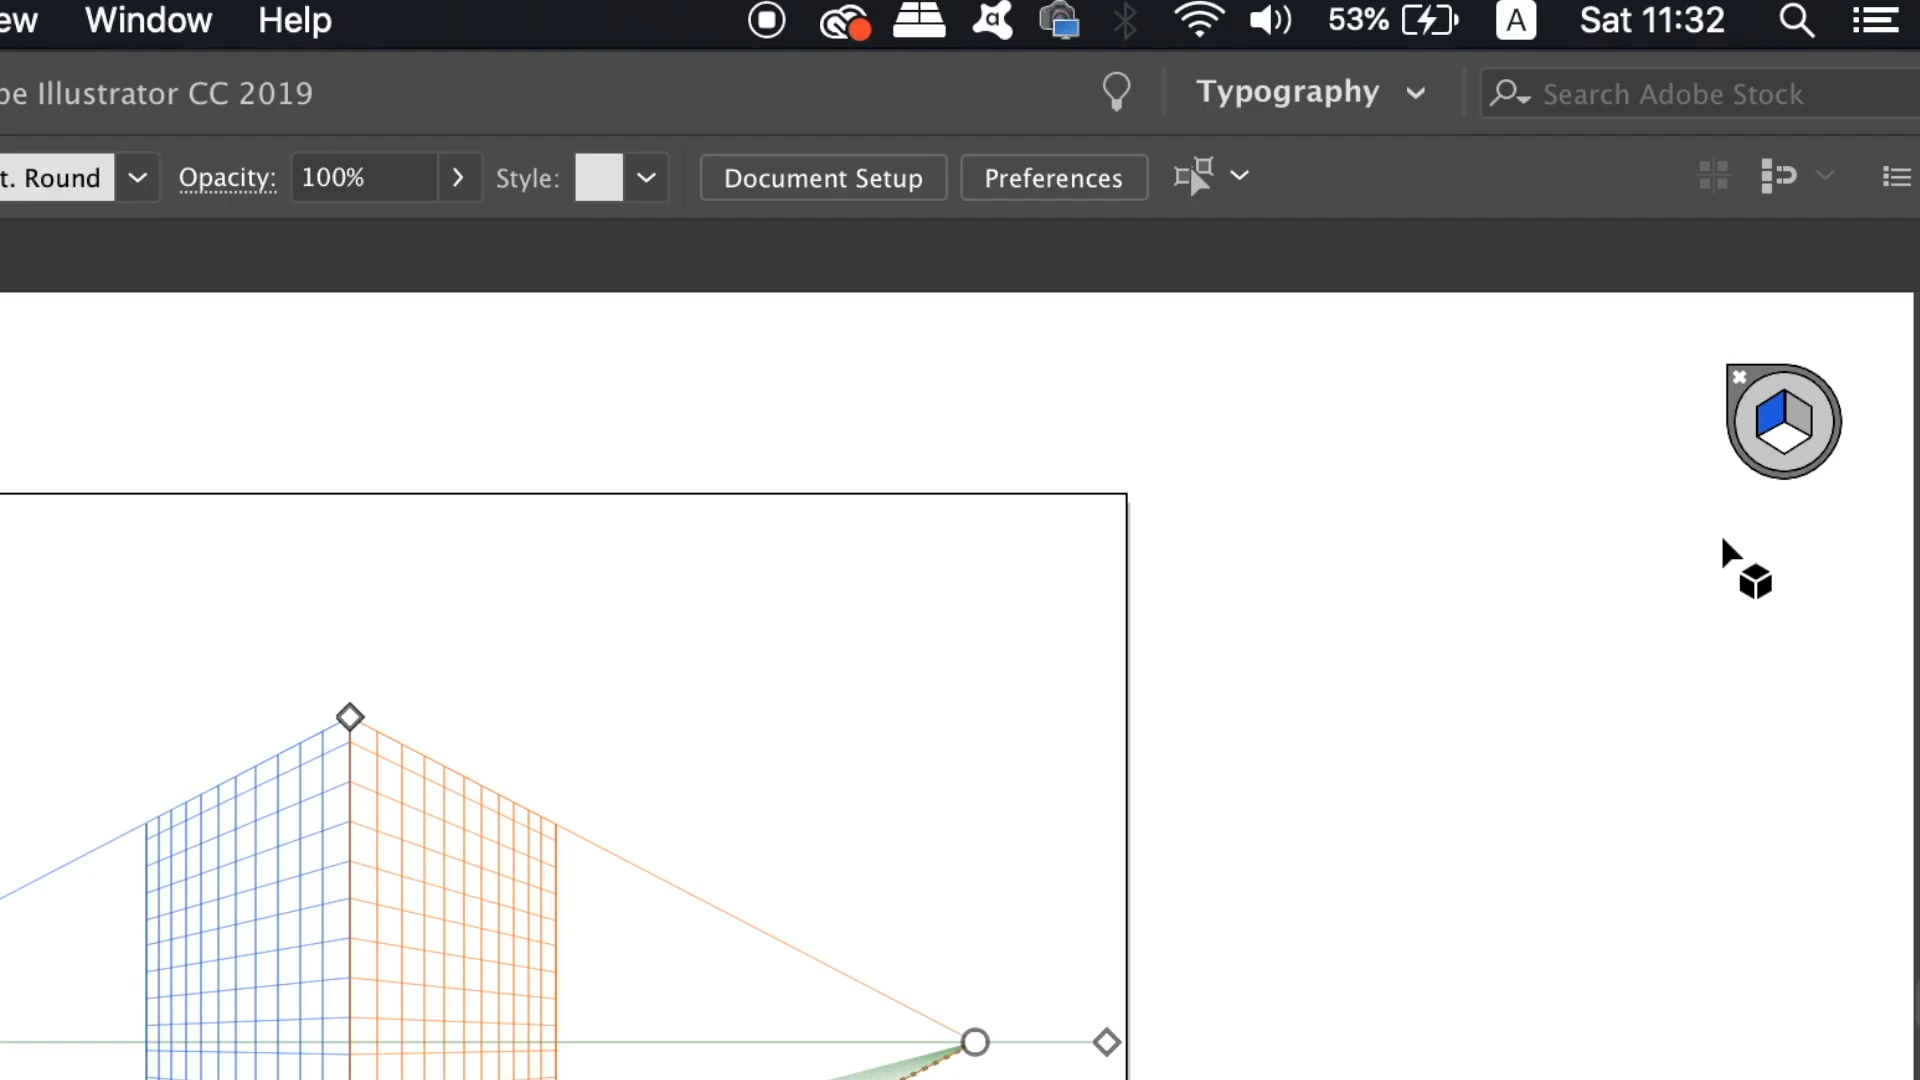 ew Window Help 53% A Sat 11:32
be Illustrator CC 2019 Typography Search Adobe Stock
t. Round Opacity: 100% Style: Document Setup Preferences